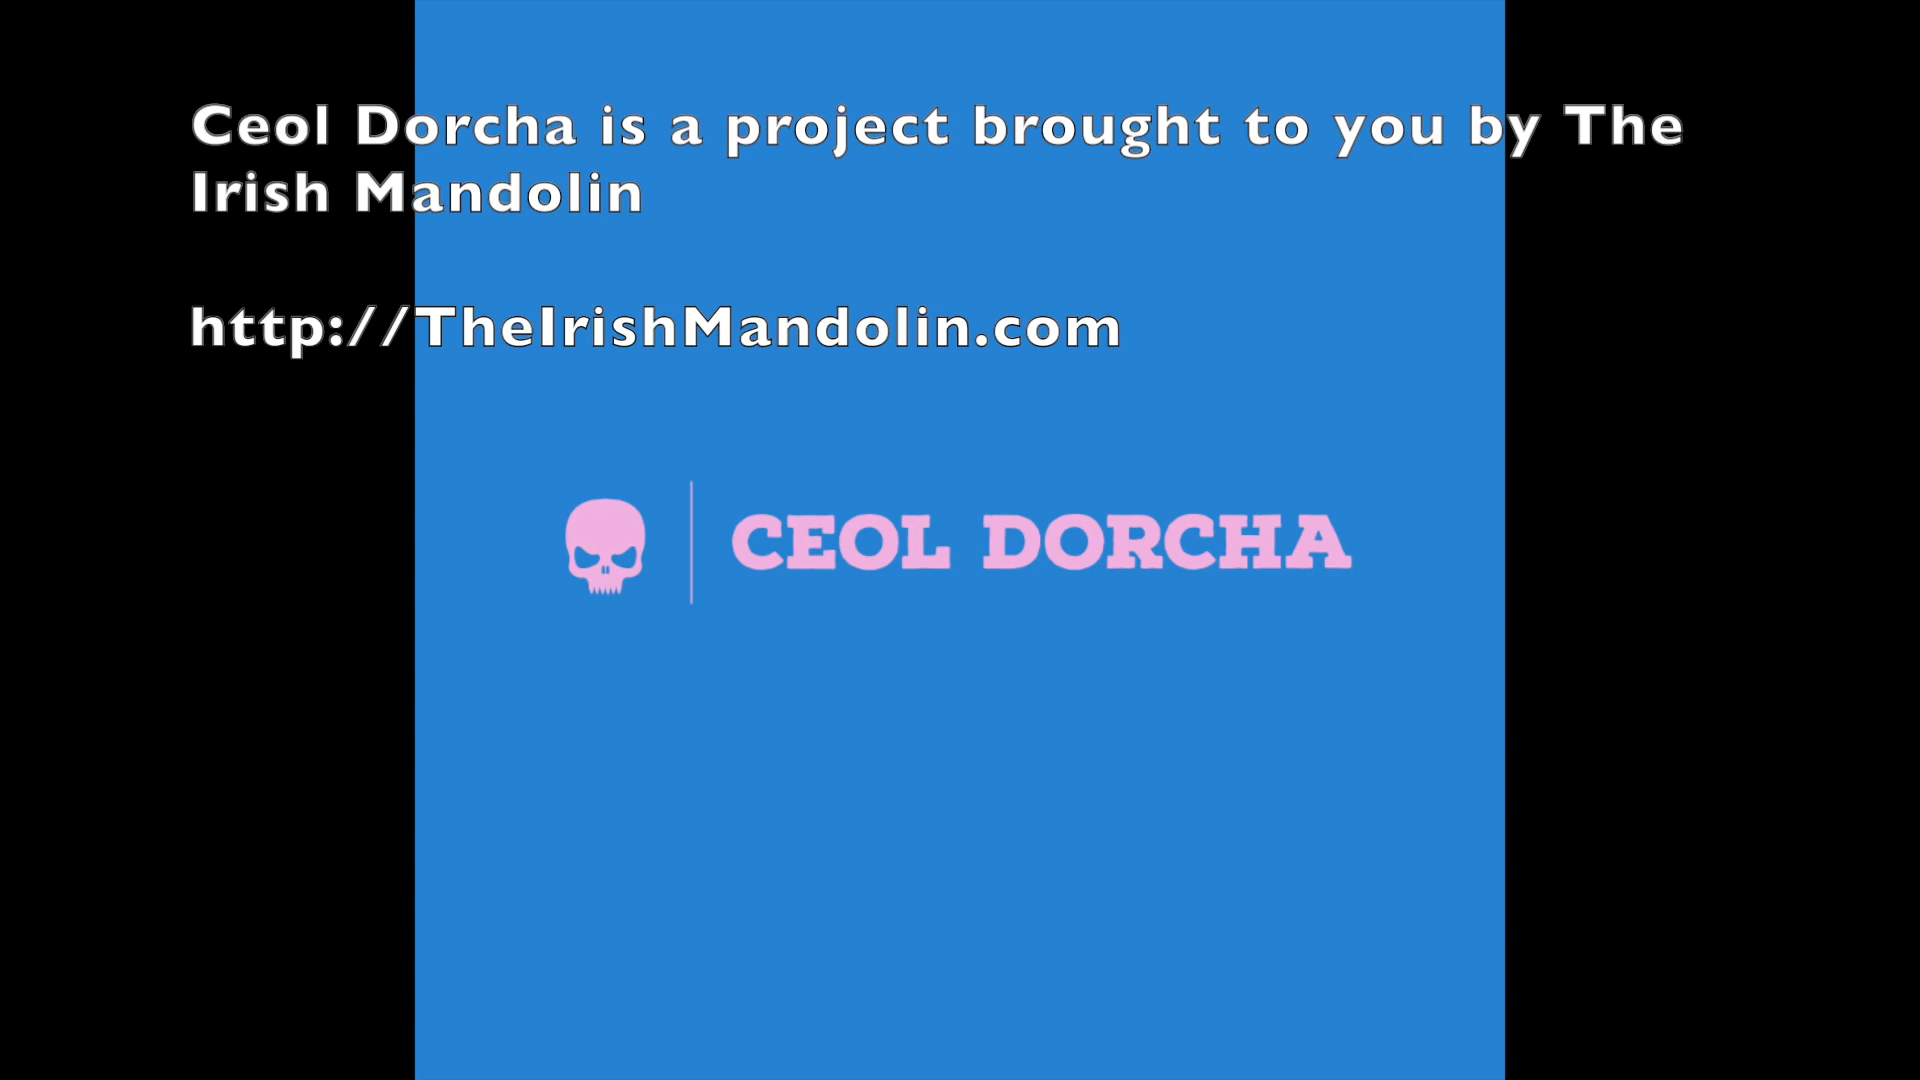 Ceol Dorcha is a project brought to you by The
Irish Mandolin
http://TheIrishMandolin.com
CEOL DORCHA